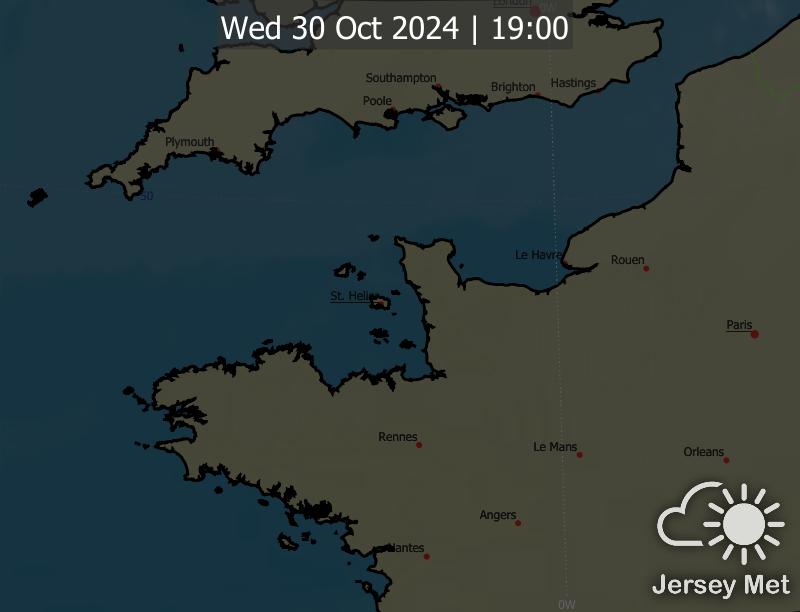 London
0W
Wed 30 Oct 2024 | 19:00
Southampton
Brighton
Hastings
Poole
Plymouth
50
Le Havre
Rouen
St. Helier
Paris
Rennes
Le Mans
Orleans
Angers
Nantes
0W
Jersey Met